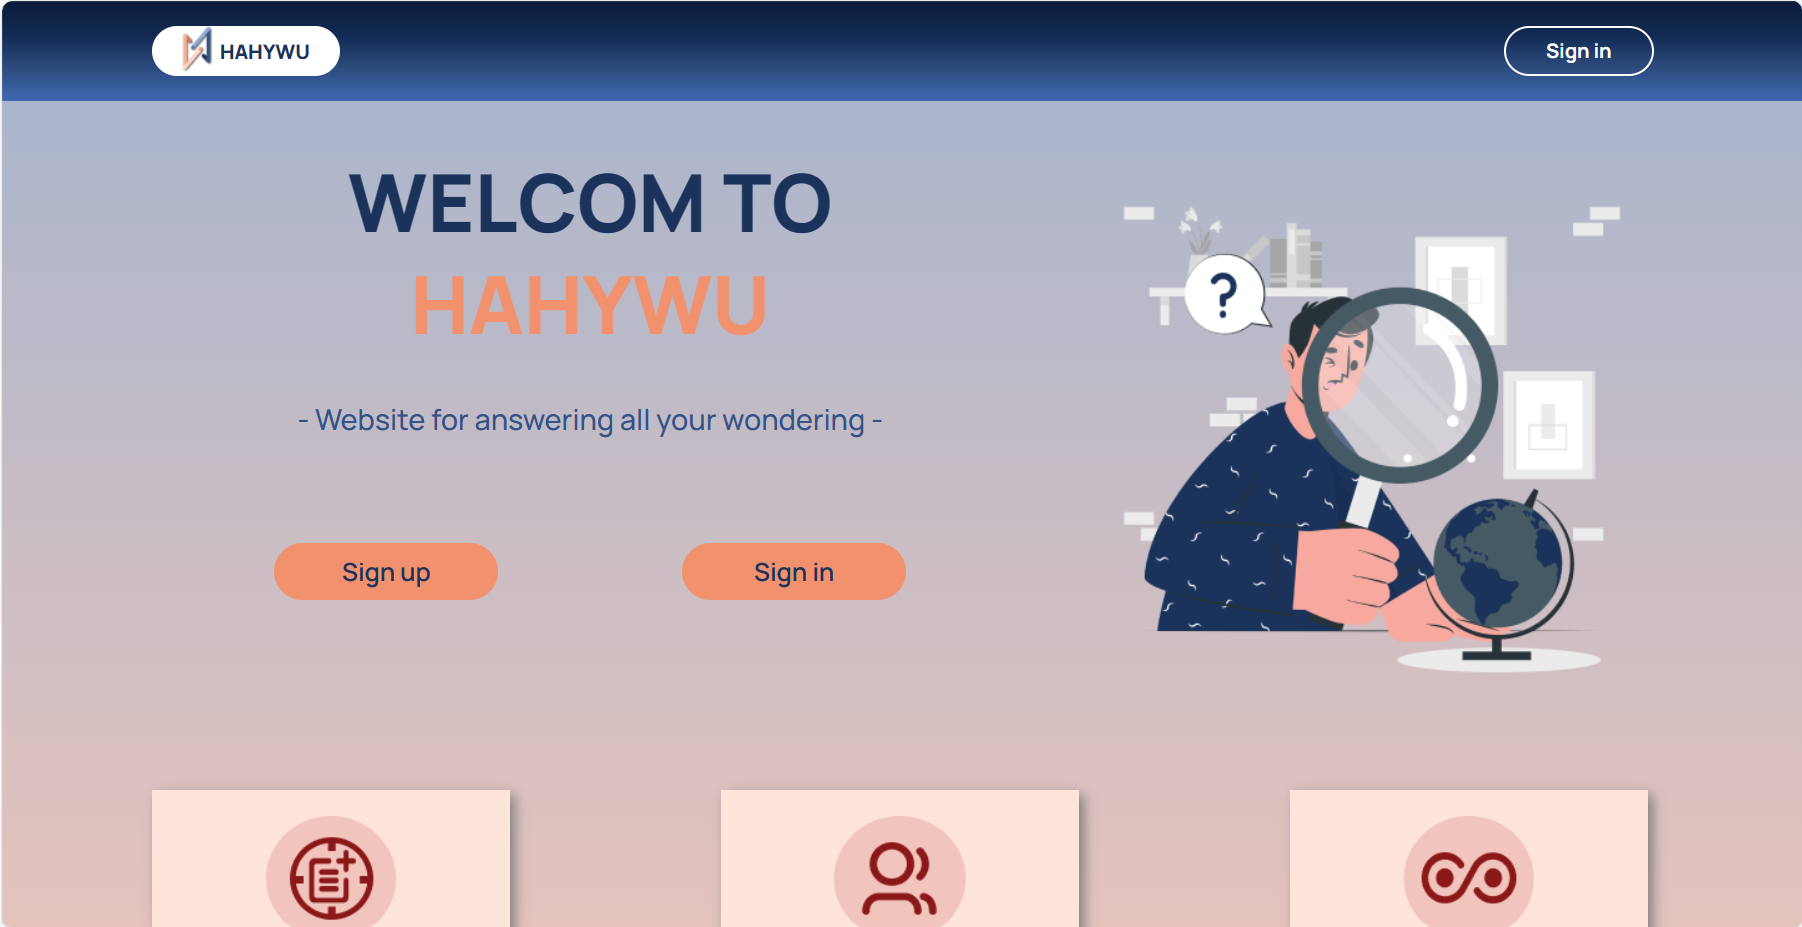 HAHYWU
Sign in
WELCOM TO
HAHYWU
- Website for answering all your wondering -
?
Sign up
Sign in